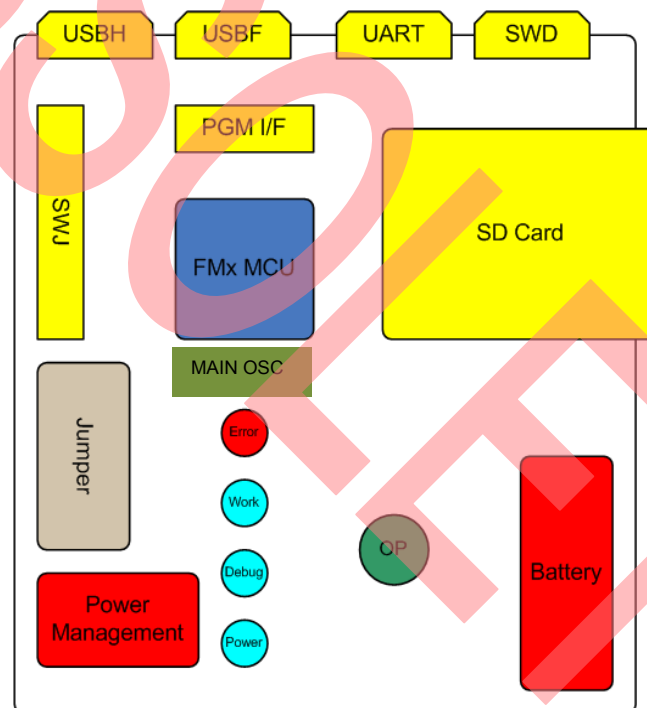 USBH USBF UART SWD
PGM I/F
SWJ
SD Card
FMx MCU
MAIN OSC
Jumper
Error
Work
OP
Debug
Battery
Power
Management
Power